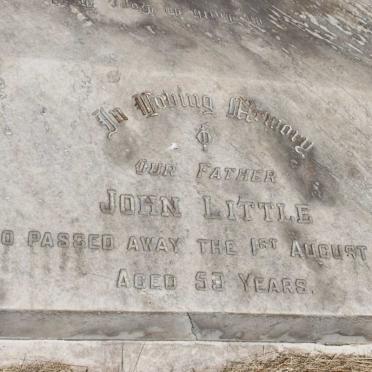 In Loving Memory
OUR FATHER
JOHN LITTLE
O PASSED AWAY THE 1ST AUGUST
AGED 53 YEARS.